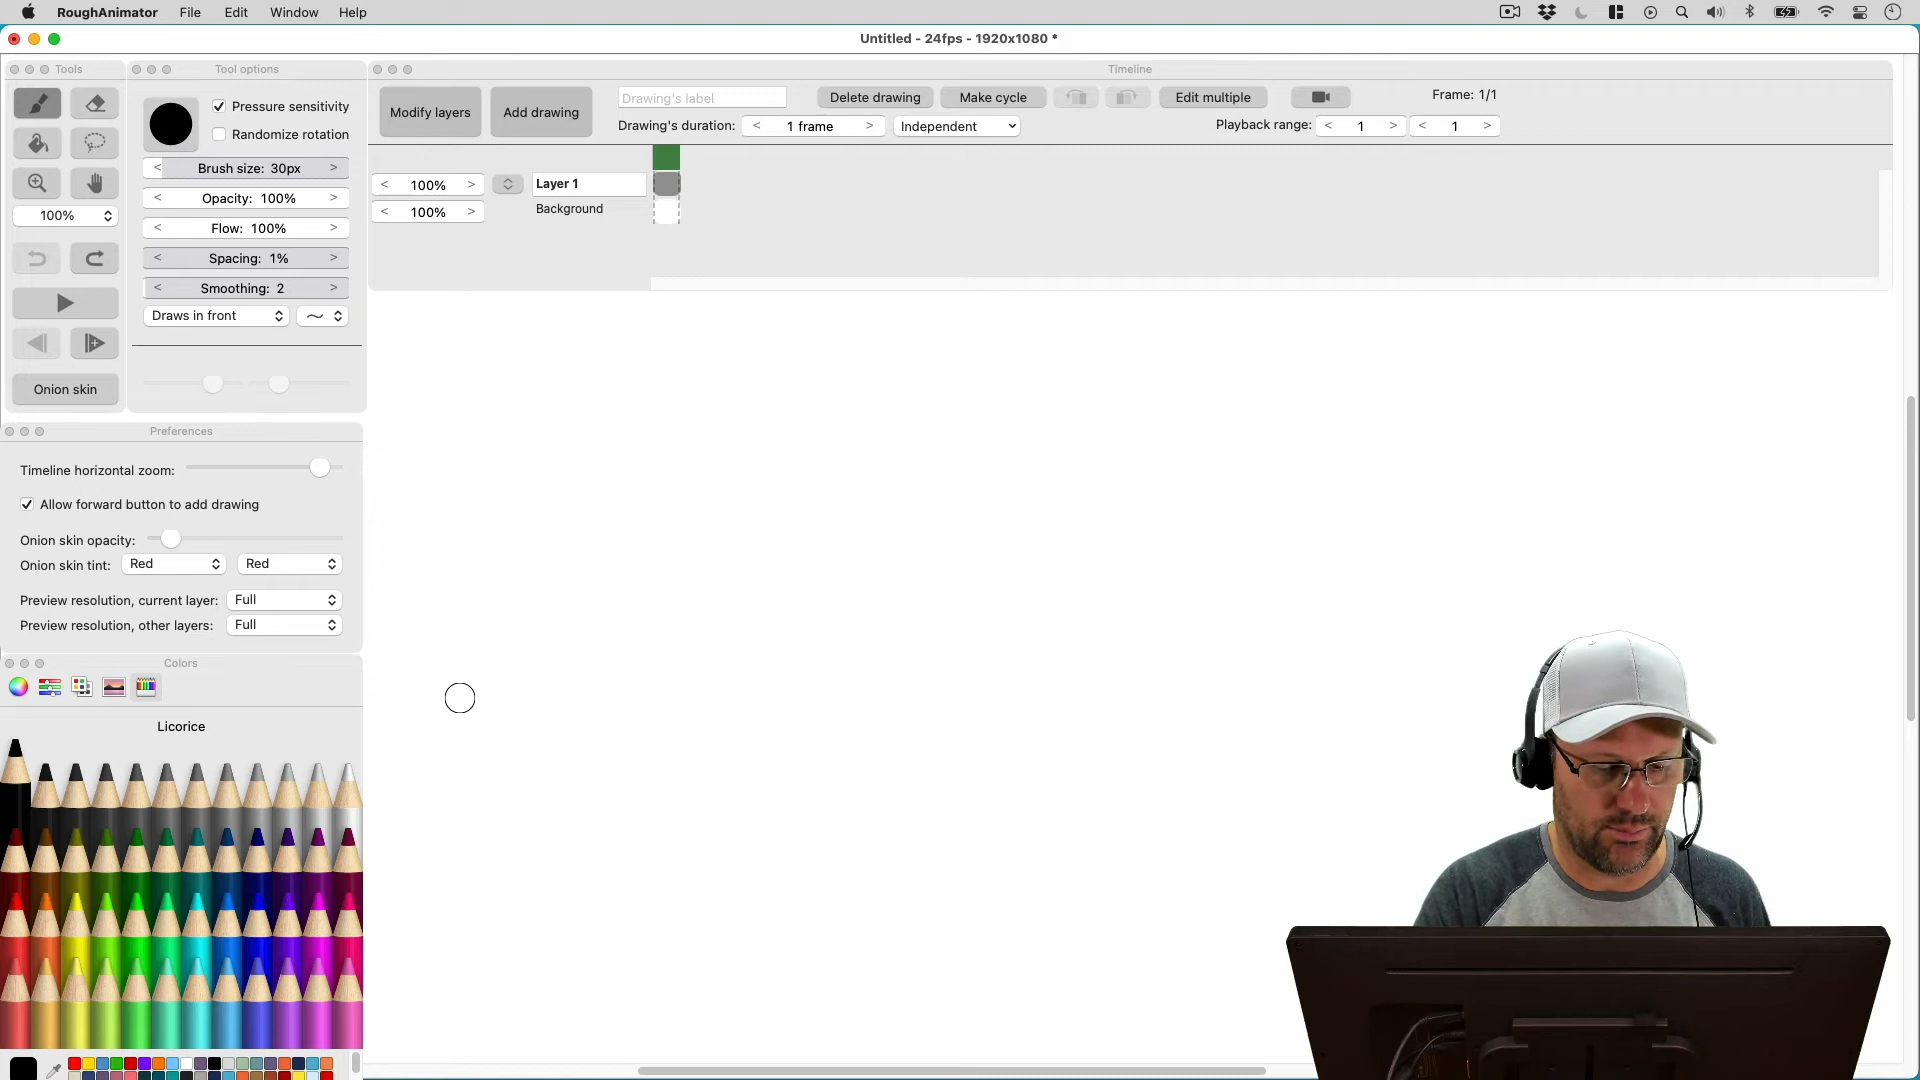 RoughAnimator File Edit Window Help
Untitled - 24fps - 1920x1080 *
Tools
Tool options
Timeline
Pressure sensitivity
Randomize rotation
Brush size: 30px
Opacity: 100%
Flow: 100%
Spacing: 1%
Smoothing: 2
Draws in front
100%
Onion skin
Modify layers
Add drawing
Drawing's label
Delete drawing
Make cycle
Edit multiple
Frame: 1/1
Drawing's duration:
1 frame
Independent
Playback range:
1
1
100%
Layer 1
100%
Background
Preferences
Timeline horizontal zoom:
Allow forward button to add drawing
Onion skin opacity:
Onion skin tint: Red Red
Preview resolution, current layer: Full
Preview resolution, other layers: Full
Colors
Licorice